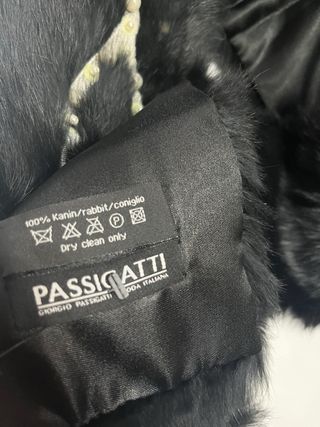 100% Kanin/rabbit/coniglio
P
Dry clean only
PASSIGATTI
GIORGIO PASSIGATTI MODA ITALIANA